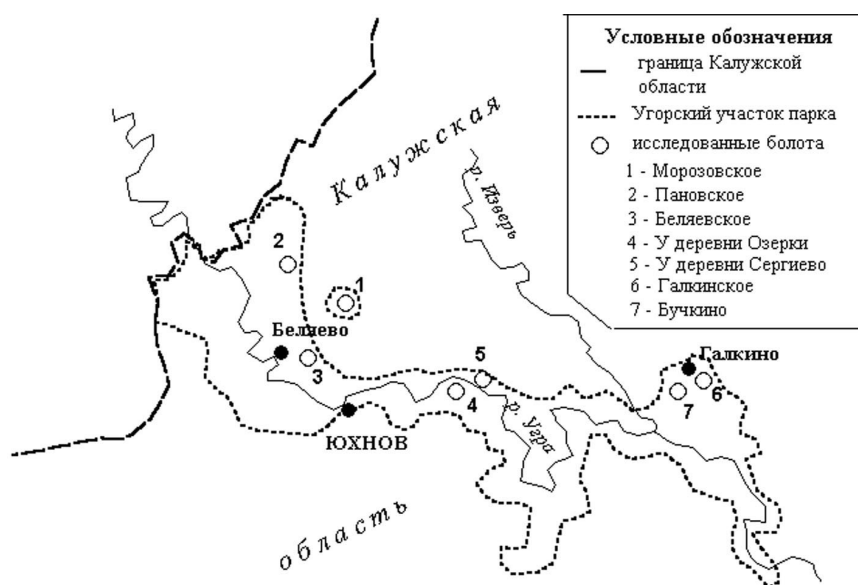 Условные обозначения
граница Калужской
области
Угорский участок парка
исследованные болота
1 - Морозовское
2 - Пановское
3 - Беляевское
4 - У деревни Озерки
5 - У деревни Сергиево
6 - Галкинское
7 - Бучкино
Калужская
р. Изверь
2
1
Беляево
3
5
4
Галкино
6
7
р. Угра
ЮХНОВ
область